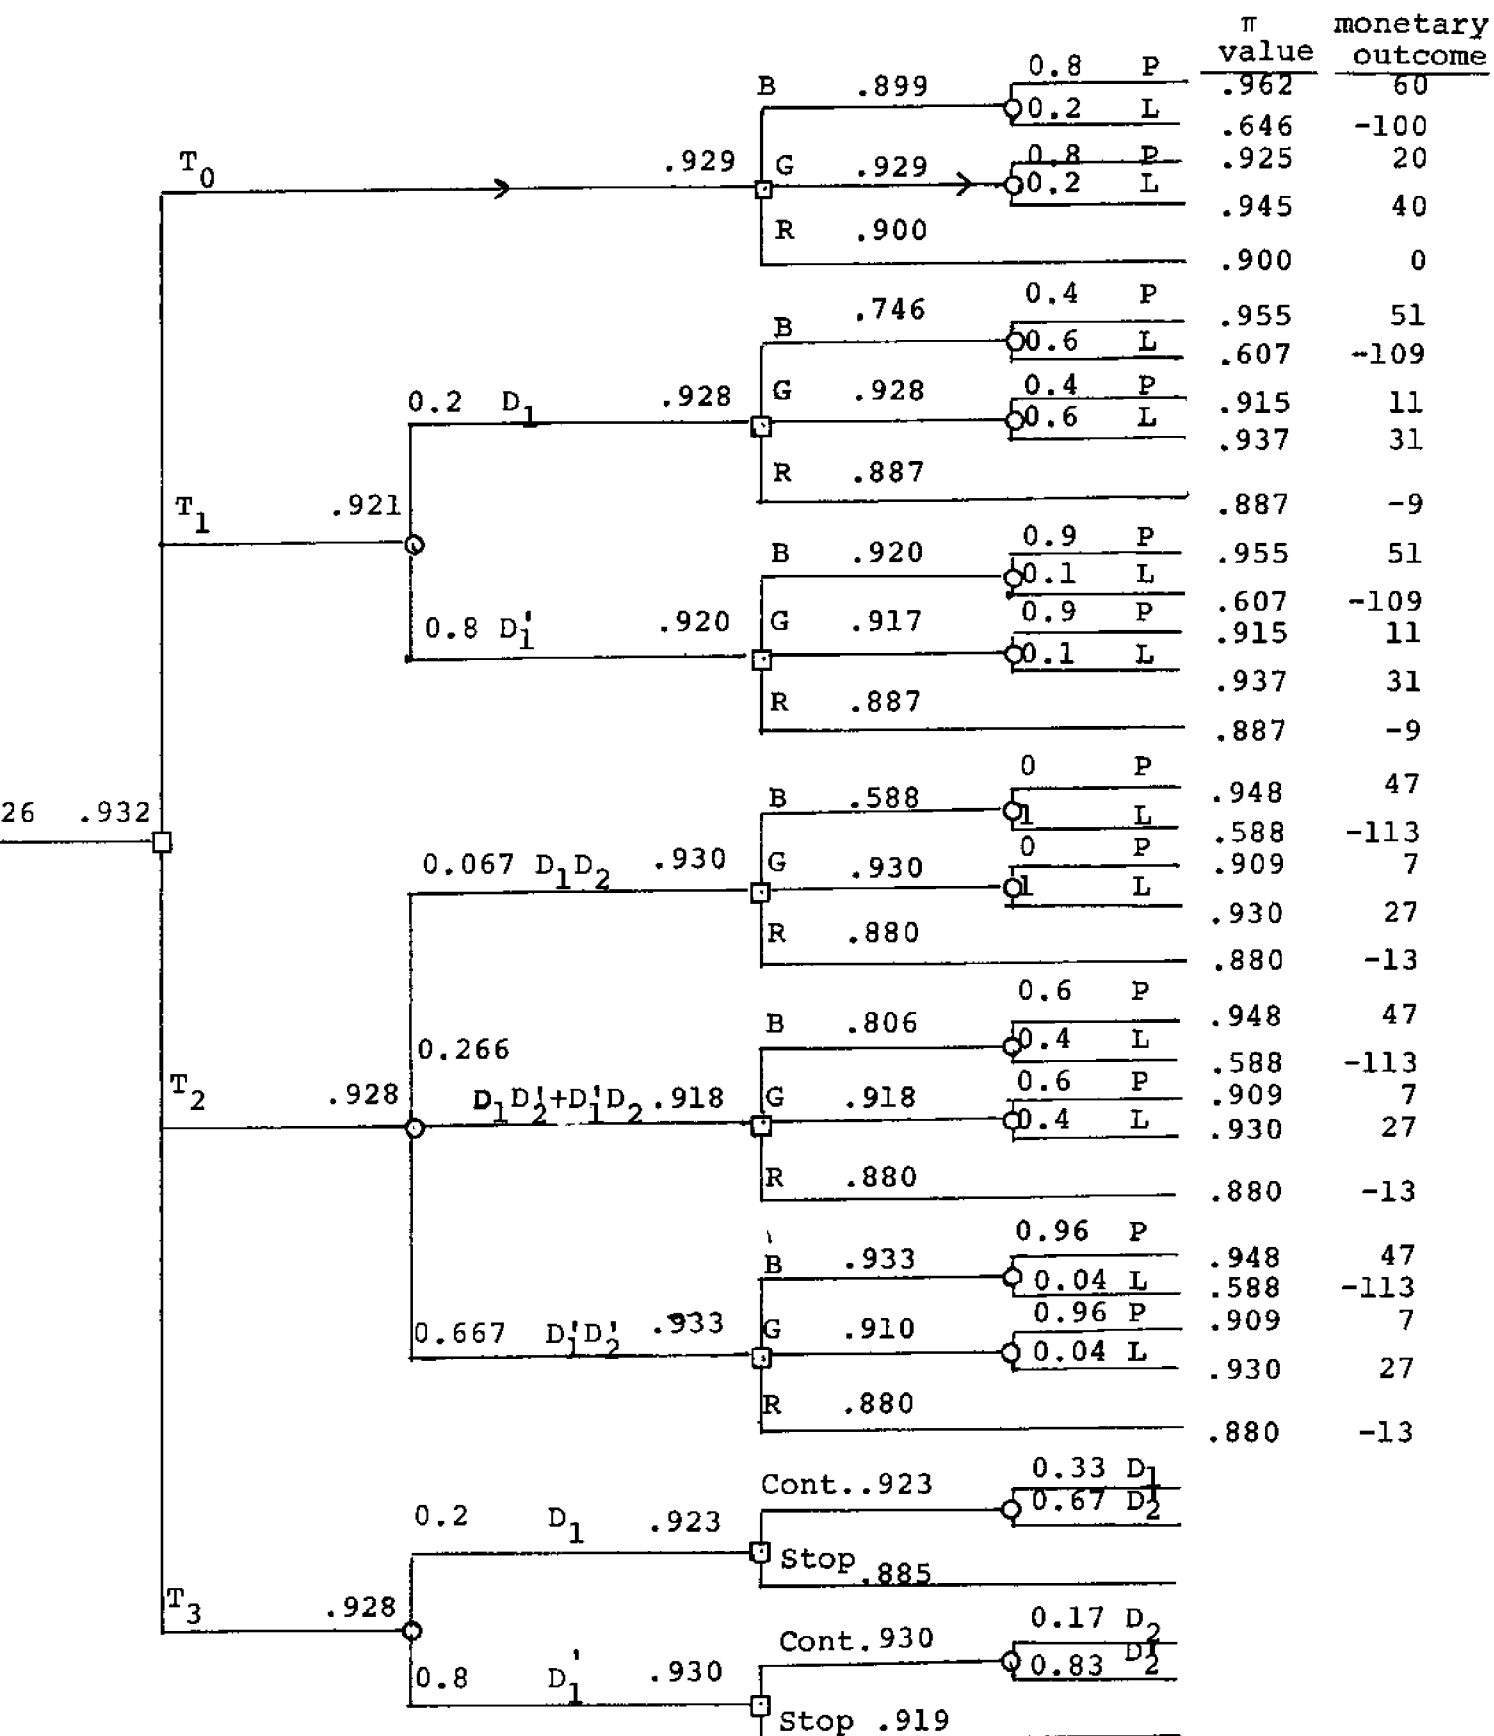 π monetary
value outcome
0.8 P
B .899 .962 60
0.2 L
.646 -100
T0 .929 G .929 0.8 P .925 20
0.2 L
.945 40
R .900
.900 0
0.4 P
B .746 .955 51
0.6 L
.607 -109
0.2 D1 .928 G .928 0.4 P .915 11
0.6 L
.937 31
R .887
T1 .921 .887 -9
0.9 P
B .920 .955 51
0.1 L
.607 -109
0.8 D1' .920 G .917 0.9 P .915 11
0.1 L
.937 31
R .887
.887 -9
0 P
26 .932 B .588 .948 47
1 L
.588 -113
0.067 D1D2 .930 G .930 0 P .909 7
1 L
.930 27
R .880
.880 -13
0.6 P
B .806 .948 47
0.266 0.4 L
.588 -113
T2 .928 D1D2'+D1'D2 .918 G .918 0.6 P .909 7
0.4 L
.930 27
R .880
.880 -13
0.96 P
B .933 .948 47
0.04 L .588 -113
0.667 D1'D2' .933 G .910 0.96 P .909 7
0.04 L
.930 27
R .880
.880 -13
Cont. .923 0.33 D1
0.2 D1 .923 0.67 D2'
Stop .885
T3 .928
Cont .930 0.17 D2
0.8 D1' .930 0.83 D2'
Stop .919